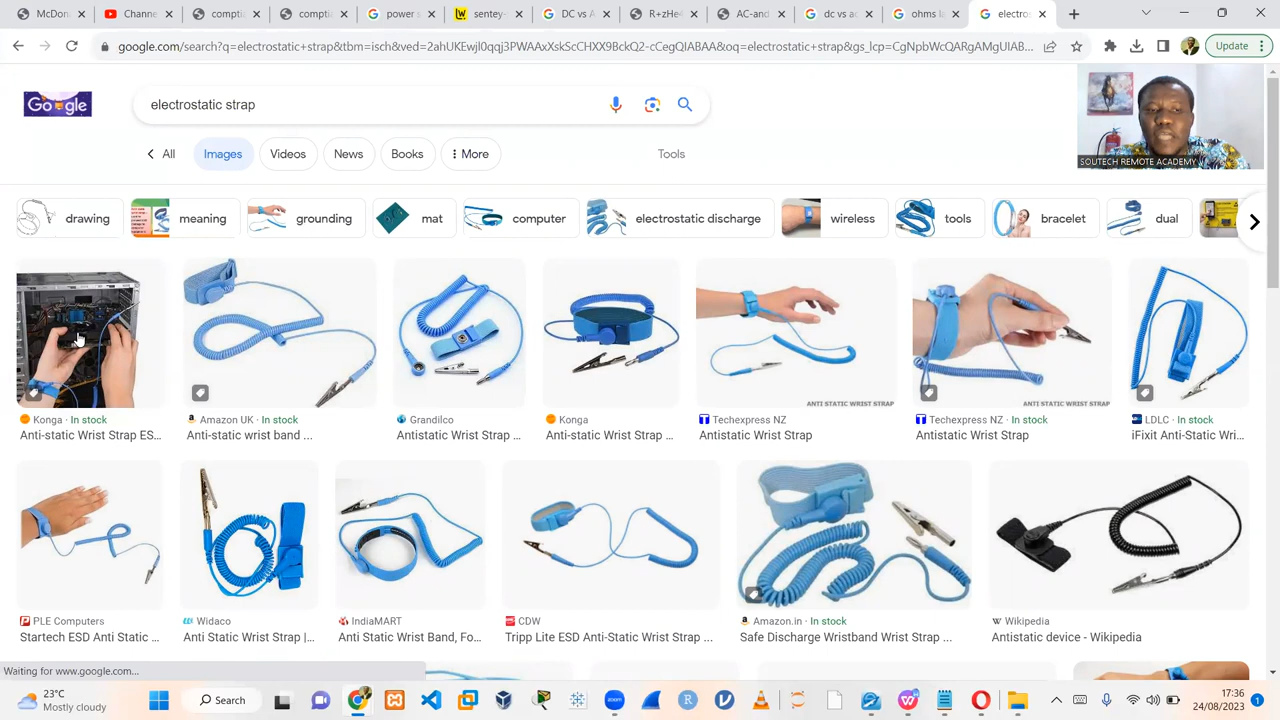 McDon
Channe
comptic
comptic
power s
sentey-
DC vs A
R+zHe4
AC-and
dc vs ac
ohms la
electros
google.com/search?q=electrostatic+strap&tbm=isch&ved=2ahUKEwjI0qqj3PWAAxXskScCHXX9BckQ2-cCegQIABAA&oq=electrostatic+strap&gs_lcp=CgNpbWcQARgAMgUIAB...
Update
Google
electrostatic strap
SOUTECH REMOTE ACADEMY
All
Images
Videos
News
Books
More
Tools
drawing
meaning
grounding
mat
computer
electrostatic discharge
wireless
tools
bracelet
dual
ANTI STATIC WRIST STRAP
ANTI STATIC WRIST STRAP
Konga · In stock
Anti-static Wrist Strap ES...
Amazon UK · In stock
Anti-static wrist band ...
Grandilco
Antistatic Wrist Strap ...
Konga
Anti-static Wrist Strap ...
Techexpress NZ
Antistatic Wrist Strap
Techexpress NZ · In stock
Antistatic Wrist Strap
LDLC · In stock
iFixit Anti-Static Wri...
PLE Computers
Startech ESD Anti Static ...
Widaco
Anti Static Wrist Strap |...
IndiaMART
Anti Static Wrist Band, Fo...
CDW
Tripp Lite ESD Anti-Static Wrist Strap ...
Amazon.in · In stock
Safe Discharge Wristband Wrist Strap ...
Wikipedia
Antistatic device - Wikipedia
Waiting for www.google.com...
23°C
Mostly cloudy
Search
zoom
17:36
24/08/2023
1